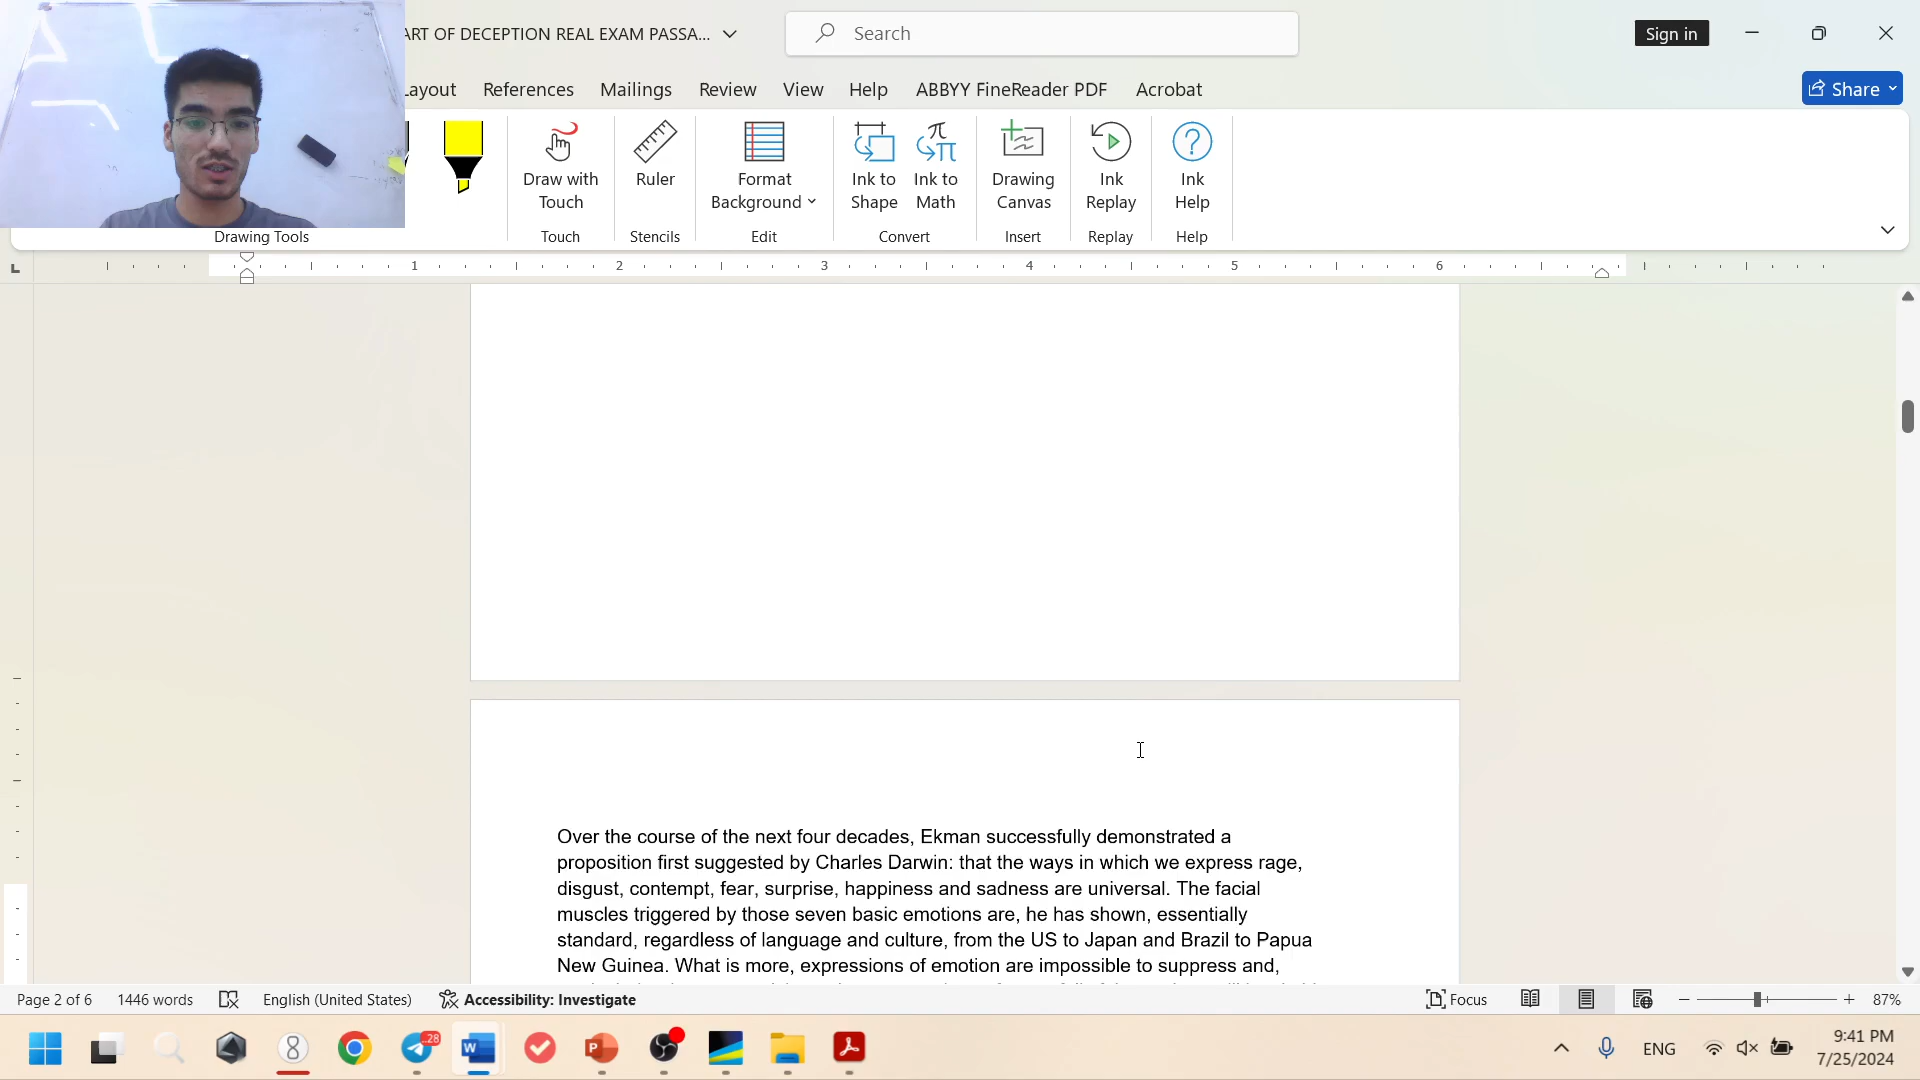 ART OF DECEPTION REAL EXAM PASSA...
Search
Sign in
Layout
References
Mailings
Review
View
Help
ABBYY FineReader PDF
Acrobat
Share
Draw with
Touch
Ruler
Format
Background
Ink to
Shape
Ink to
Math
Drawing
Canvas
Ink
Replay
Ink
Help
Drawing Tools
Touch
Stencils
Edit
Convert
Insert
Replay
Help
1 2 3 4 5 6
Over the course of the next four decades, Ekman successfully demonstrated a
proposition first suggested by Charles Darwin: that the ways in which we express rage,
disgust, contempt, fear, surprise, happiness and sadness are universal. The facial
muscles triggered by those seven basic emotions are, he has shown, essentially
standard, regardless of language and culture, from the US to Japan and Brazil to Papua
New Guinea. What is more, expressions of emotion are impossible to suppress and,
Page 2 of 6
1446 words
English (United States)
Accessibility: Investigate
Focus
87%
28
ENG
9:41 PM
7/25/2024